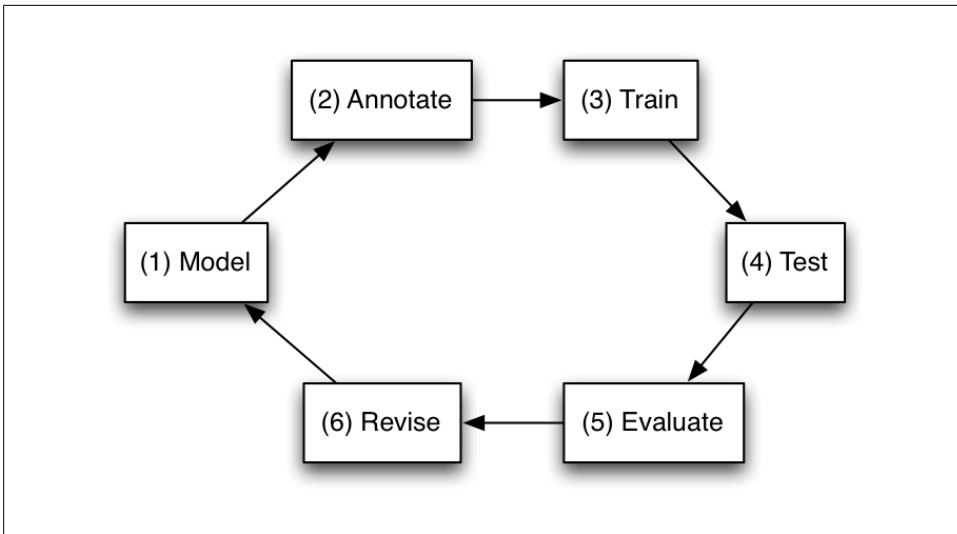 (1) Model
(2) Annotate
(3) Train
(4) Test
(5) Evaluate
(6) Revise